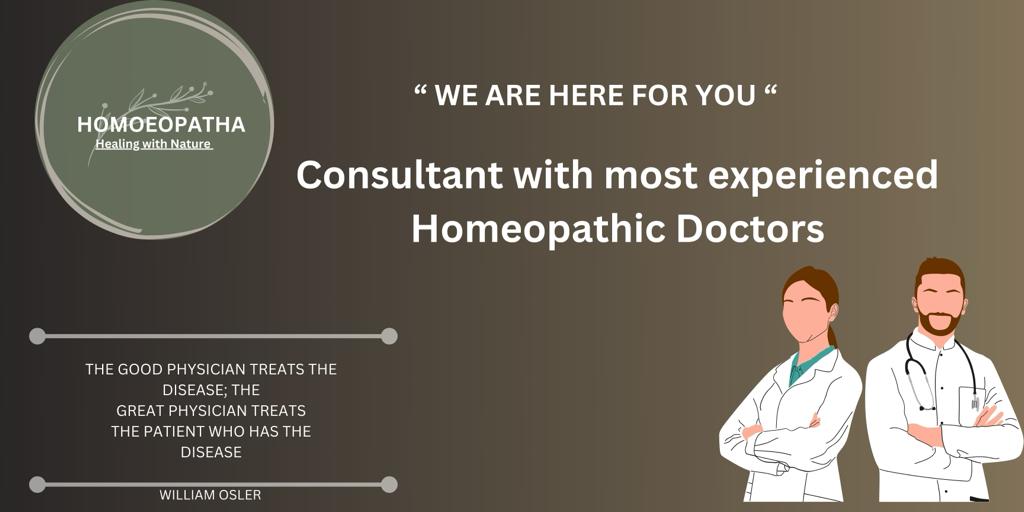 HOMOEOPATHA
Healing with Nature
“ WE ARE HERE FOR YOU “
Consultant with most experienced
Homeopathic Doctors
THE GOOD PHYSICIAN TREATS THE
DISEASE; THE
GREAT PHYSICIAN TREATS
THE PATIENT WHO HAS THE
DISEASE
WILLIAM OSLER